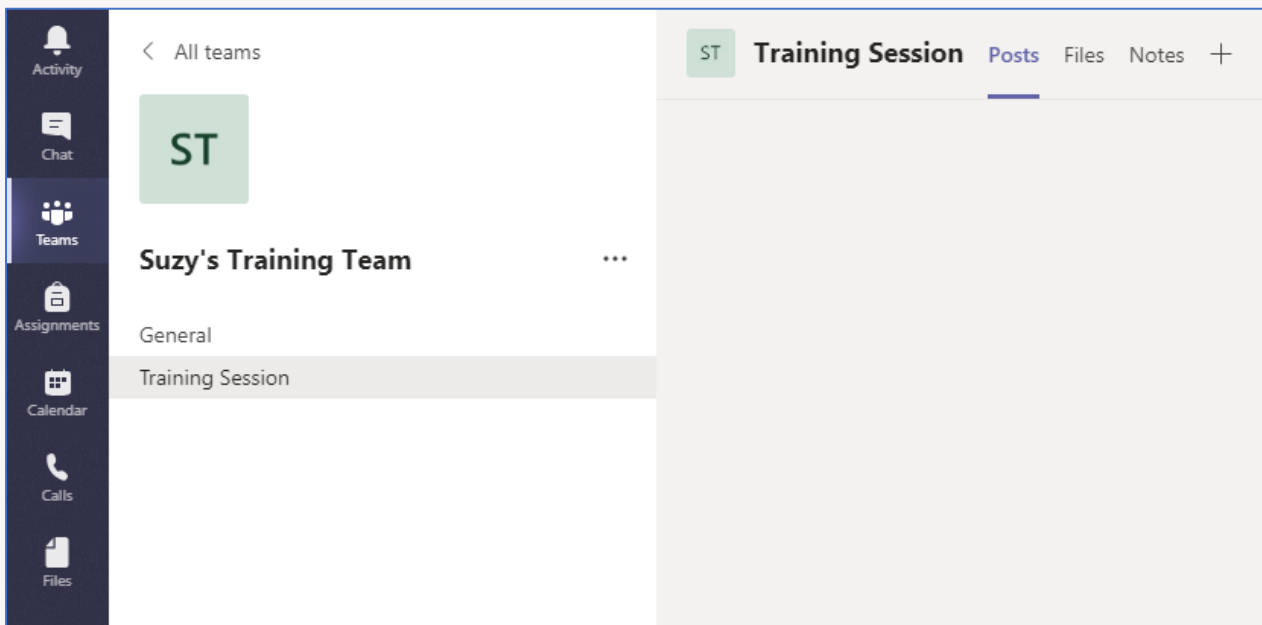 Activity
Chat
Teams
Assignments
Calendar
Calls
Files
All teams
ST
Suzy's Training Team
General
Training Session
ST Training Session Posts Files Notes